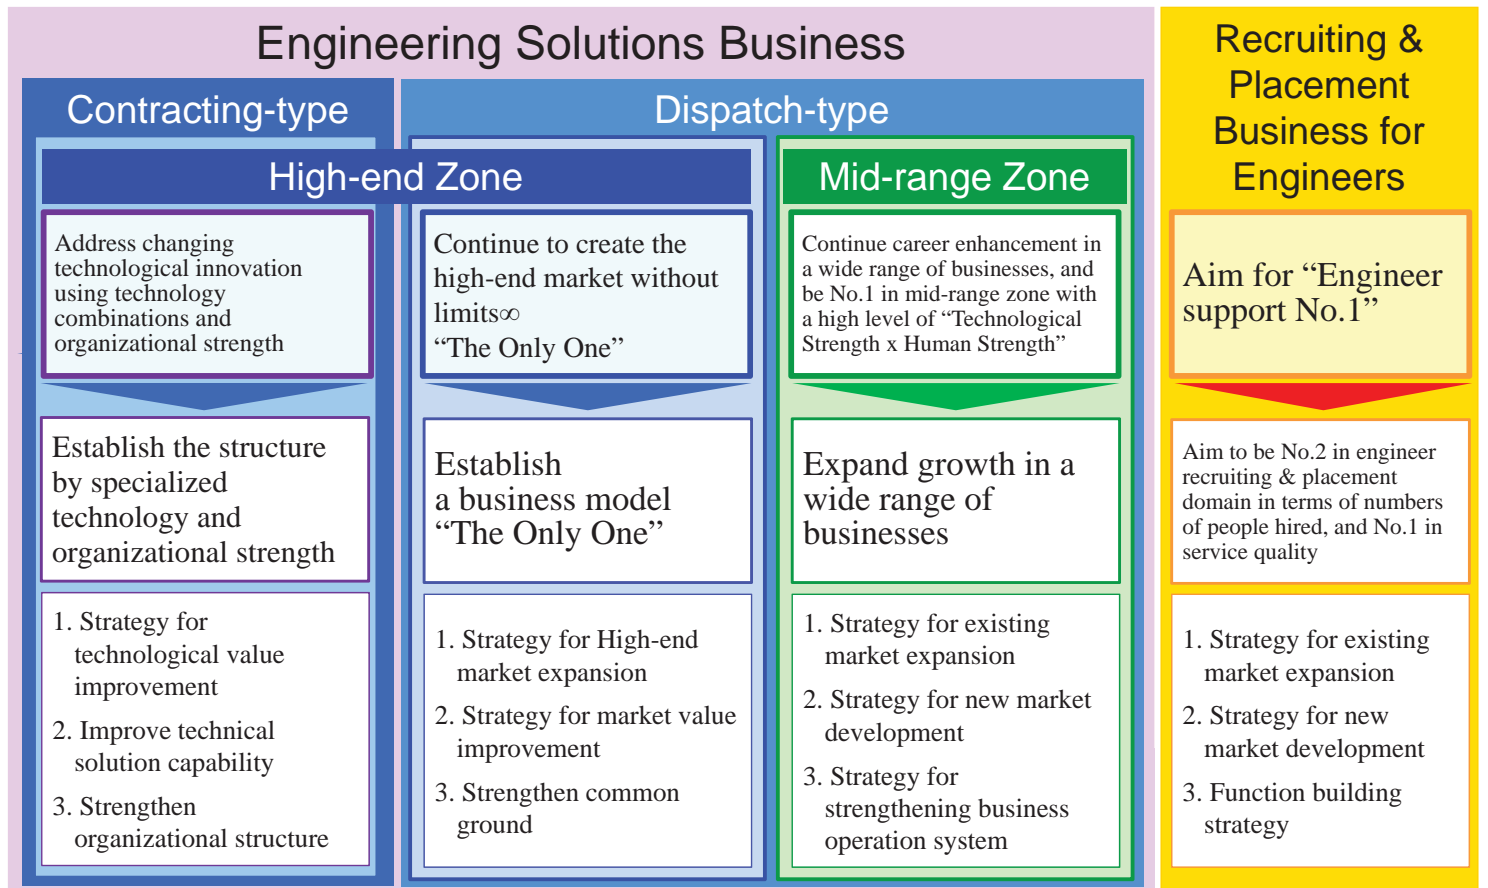 Engineering Solutions Business
Contracting-type
Dispatch-type
High-end Zone
Mid-range Zone
Address changing
technological innovation
using technology
combinations and
organizational strength
Establish the structure
by specialized
technology and
organizational strength
1. Strategy for
technological value
improvement
2. Improve technical
solution capability
3. Strengthen
organizational structure
Continue to create the
high-end market without
limits∞
“The Only One”
Establish
a business model
“The Only One”
1. Strategy for High-end
market expansion
2. Strategy for market value
improvement
3. Strengthen common
ground
Continue career enhancement in
a wide range of businesses, and
be No.1 in mid-range zone with
a high level of “Technological
Strength x Human Strength”
Expand growth in a
wide range of
businesses
1. Strategy for existing
market expansion
2. Strategy for new market
development
3. Strategy for
strengthening business
operation system
Recruiting &
Placement
Business for
Engineers
Aim for “Engineer
support No.1”
Aim to be No.2 in engineer
recruiting & placement
domain in terms of numbers
of people hired, and No.1 in
service quality
1. Strategy for existing
market expansion
2. Strategy for new
market development
3. Function building
strategy